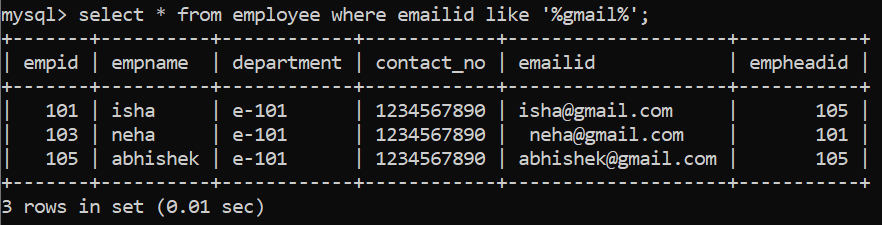 mysql> select * from employee where emailid like '%gmail%';
+-------+----------+------------+------------+--------------------+-----------+
| empid | empname  | department | contact_no | emailid            | empheadid |
+-------+----------+------------+------------+--------------------+-----------+
|   101 | isha     | e-101      | 1234567890 | isha@gmail.com     |       105 |
|   103 | neha     | e-101      | 1234567890 |  neha@gmail.com    |       101 |
|   105 | abhishek | e-101      | 1234567890 | abhishek@gmail.com |       105 |
+-------+----------+------------+------------+--------------------+-----------+
3 rows in set (0.01 sec)